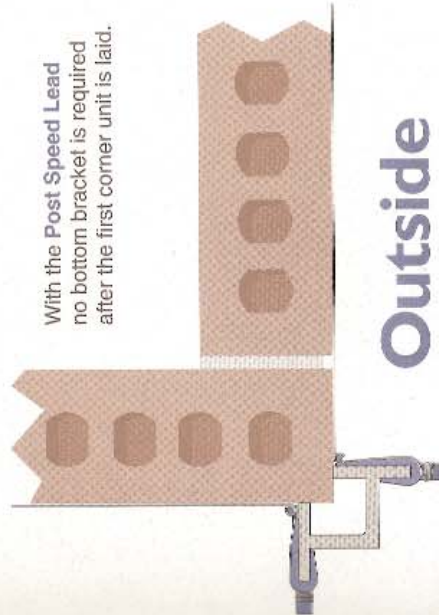 With the Post Speed Lead
no bottom bracket is required
after the first corner unit is laid.
Outside